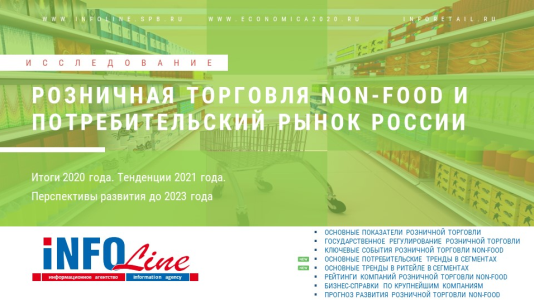 WWW.INFOLINE.SPB.RU WWW.ECONOMICA2030.RU INFORETAIL.RU
ИССЛЕДОВАНИЕ
РОЗНИЧНАЯ ТОРГОВЛЯ NON-FOOD И
ПОТРЕБИТЕЛЬСКИЙ РЫНОК РОССИИ
Итоги 2020 года. Тенденции 2021 года.
Перспективы развития до 2023 года
INFOLine
информационное агентство information agency
• ОСНОВНЫЕ ПОКАЗАТЕЛИ РОЗНИЧНОЙ ТОРГОВЛИ
• ГОСУДАРСТВЕННОЕ РЕГУЛИРОВАНИЕ РОЗНИЧНОЙ ТОРГОВЛИ
• КЛЮЧЕВЫЕ СОБЫТИЯ РОЗНИЧНОЙ ТОРГОВЛИ NON-FOOD
NEW • ОСНОВНЫЕ ПОТРЕБИТЕЛЬСКИЕ ТРЕНДЫ В СЕГМЕНТАХ
NEW • ОСНОВНЫЕ ТРЕНДЫ В РИТЕЙЛЕ В СЕГМЕНТАХ
• РЕЙТИНГИ КОМПАНИЙ РОЗНИЧНОЙ ТОРГОВЛИ NON-FOOD
• БИЗНЕС-СПРАВКИ ПО КРУПНЕЙШИМ КОМПАНИЯМ
• ПРОГНОЗ РАЗВИТИЯ РОЗНИЧНОЙ ТОРГОВЛИ NON-FOOD